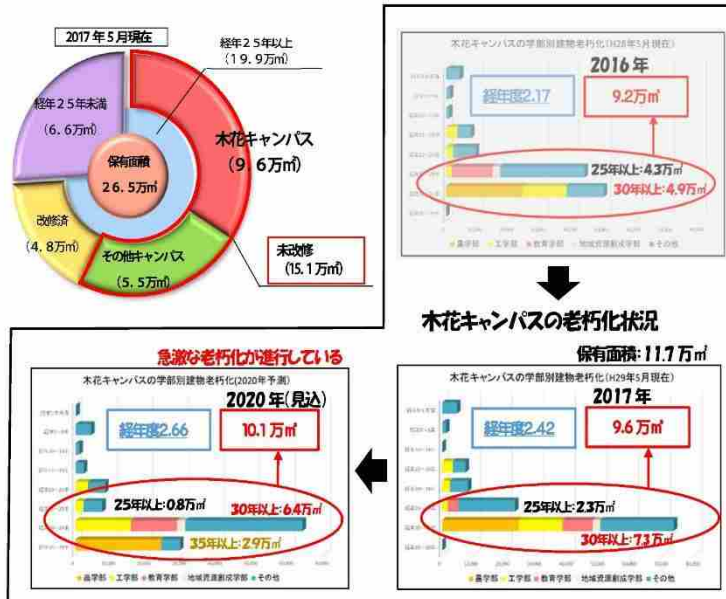 2017年5月現在
経年25年以上
(19.9万㎡)
経年25年未満
(6.6万㎡)
木花キャンパス
(9.6万㎡)
保有面積
26.5万㎡
改修済
(4.8万㎡)
その他キャンパス
(5.5万㎡)
未改修
(15.1万㎡)
木花キャンパスの学部別建物老朽化(H28年5月現在)
2016年
経年度2.17
9.2万㎡
25年以上:4.3万㎡
30年以上:4.9万㎡
農学部 工学部 教育学部 地域資源創成学部 その他
木花キャンパスの老朽化状況
保有面積:11.7万㎡
木花キャンパスの学部別建物老朽化(H29年5月現在)
2017年
経年度2.42
9.6万㎡
25年以上:2.3万㎡
30年以上:7.3万㎡
農学部 工学部 教育学部 地域資源創成学部 その他
急激な老朽化が進行している
木花キャンパスの学部別建物老朽化(2020年予測)
2020年(見込)
経年度2.66
10.1万㎡
25年以上:0.8万㎡
30年以上:6.4万㎡
35年以上:2.9万㎡
農学部 工学部 教育学部 地域資源創成学部 その他